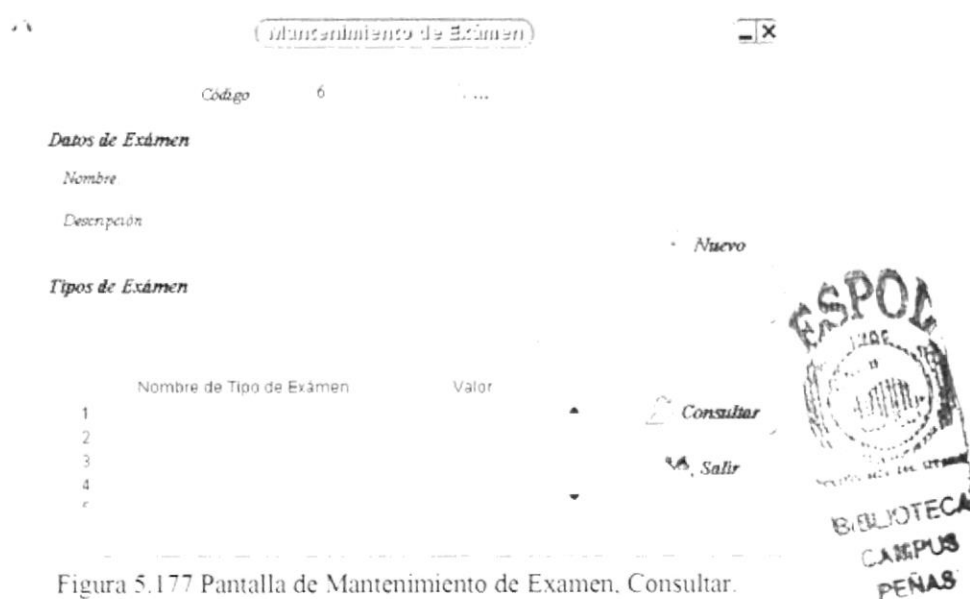 Mantenimiento de Exámen
Código 6 ...
Datos de Exámen
Nombre
Descripción
Nuevo
Tipos de Exámen
Nombre de Tipo de Exámen Valor
1
2
3
4
Consultar
Salir
ESPOL
BIBLIOTECA
CAMPUS
PEÑAS
Figura 5.177 Pantalla de Mantenimiento de Examen, Consultar.